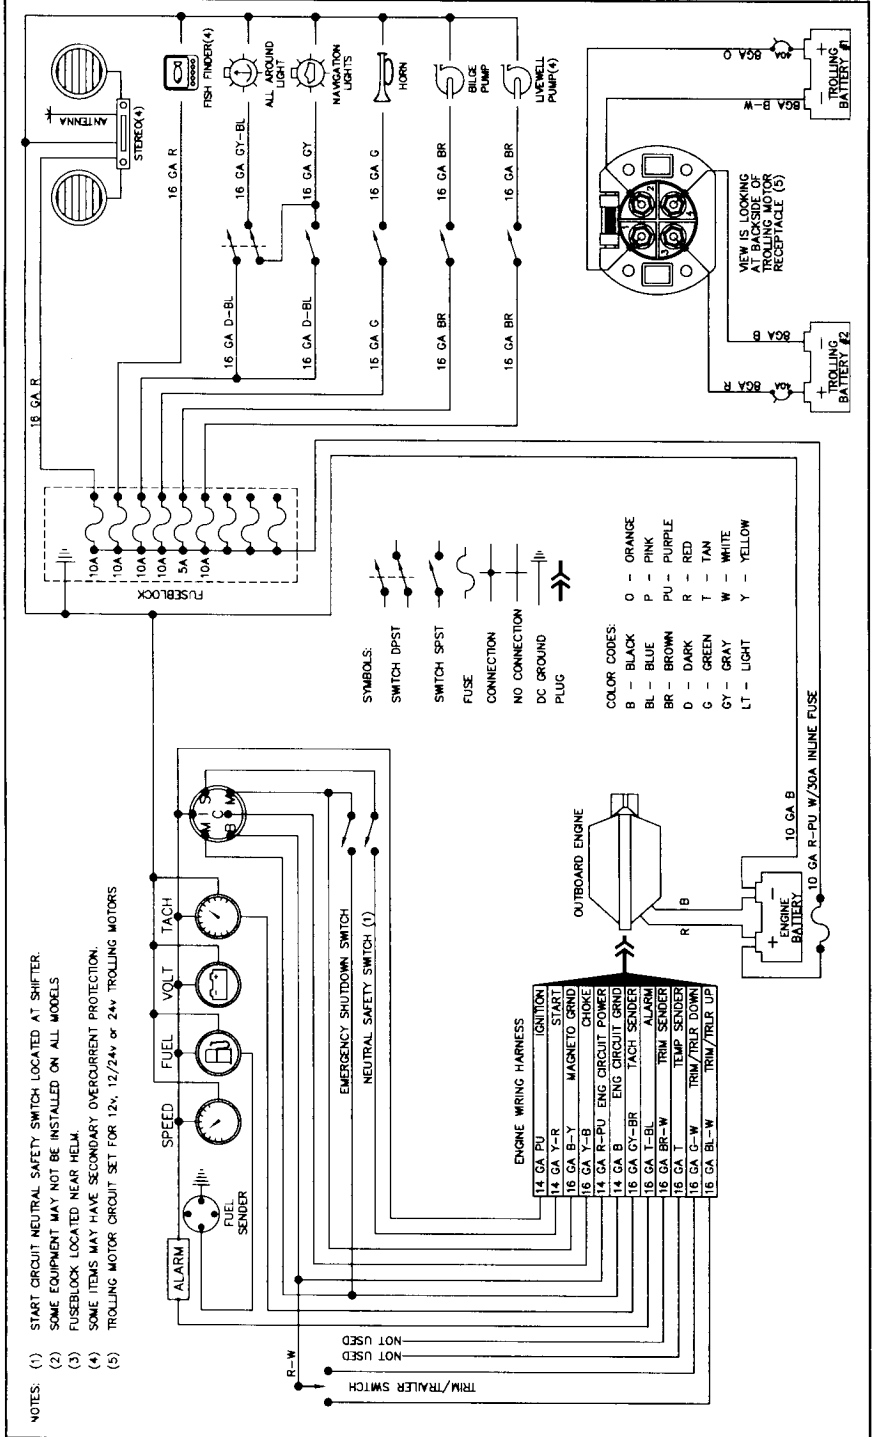 NOTES: (1) START CIRCUIT NEUTRAL SAFETY SWITCH LOCATED AT SHIFTER.
(2) SOME EQUIPMENT MAY NOT BE INSTALLED ON ALL MODELS
(3) FUSEBLOCK LOCATED NEAR HELM.
(4) SOME ITEMS MAY HAVE SECONDARY OVERCURRENT PROTECTION.
(5) TROLLING MOTOR CIRCUIT SET FOR 12v, 12/24v or 24v TROLLING MOTORS
ALARM
FUEL
SENDER
SPEED
FUEL
VOLT
TACH
M
I
S
B
C
M
EMERGENCY SHUTDOWN SWITCH
NEUTRAL SAFETY SWITCH (1)
R-W
TRIM/TRAILER SWITCH
NOT USED
NOT USED
ENGINE WIRING HARNESS
14 GA PU IGNITION
14 GA Y-R START
16 GA B-Y MAGNETO GRND
16 GA Y-B CHOKE
14 GA R-PU ENG CIRCUIT POWER
14 GA B ENG CIRCUIT GRND
16 GA GY-BR TACH SENDER
16 GA T-BL ALARM
16 GA BR-W TRIM SENDER
16 GA T TEMP SENDER
16 GA G-W TRIM/TRLR DOWN
16 GA BL-W TRIM/TRLR UP
OUTBOARD ENGINE
R
B
+ -
ENGINE
BATTERY
10 GA B
10 GA R-PU W/30A INLINE FUSE
FUSEBLOCK
10A
10A
10A
10A
5A
10A
SYMBOLS:
SWITCH DPST
SWITCH SPST
FUSE
CONNECTION
NO CONNECTION
DC GROUND
PLUG
COLOR CODES:
B - BLACK O - ORANGE
BL - BLUE P - PINK
BR - BROWN PU - PURPLE
D - DARK R - RED
G - GREEN T - TAN
GY - GRAY W - WHITE
LT - LIGHT Y - YELLOW
16 GA R
ANTENNA
STEREO(4)
16 GA R
FISH FINDER(4)
16 GA D-BL
16 GA GY-BL
ALL AROUND
LIGHT
16 GA D-BL
16 GA GY
NAVIGATION
LIGHTS
16 GA G
16 GA G
HORN
16 GA BR
16 GA BR
BILGE
PUMP
16 GA BR
16 GA BR
LIVEWELL
PUMP(4)
VIEW IS LOOKING
AT BACKSIDE OF
TROLLING MOTOR
RECEPTACLE (5)
1
2
3
4
8GA O
40A
8GA B-W
+ -
TROLLING
BATTERY #1
8GA B
8GA R
40A
+ -
TROLLING
BATTERY #2